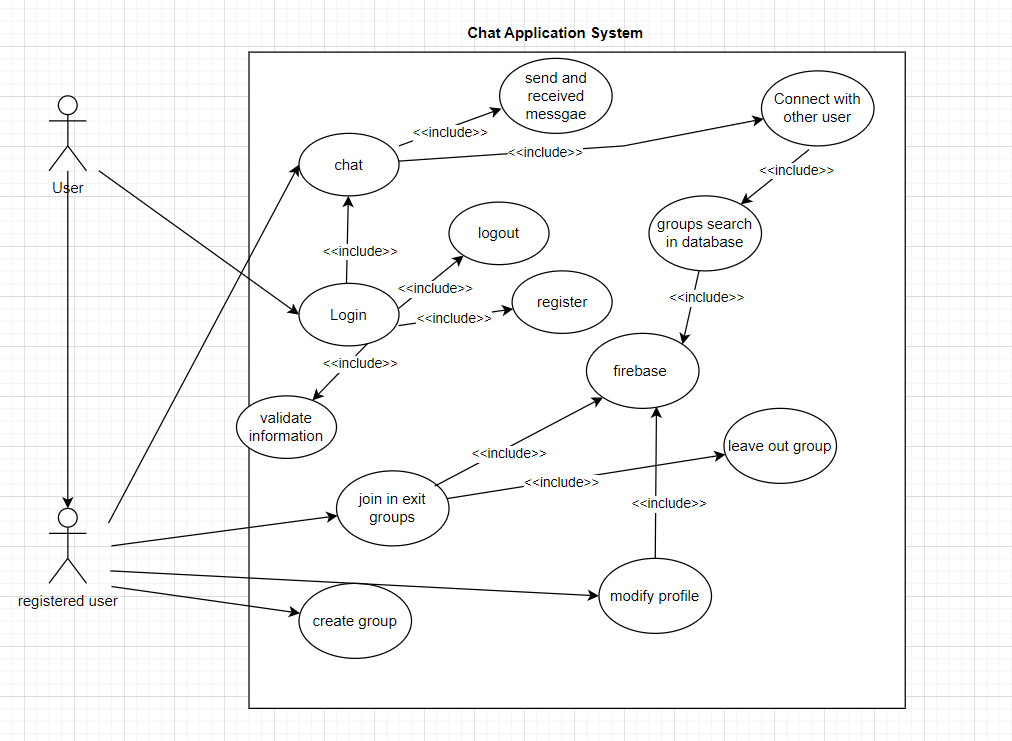 Chat Application System
send and
received
messgae
Connect with
other user
<<include>>
<<include>>
chat
<<include>>
User
groups search
in database
logout
<<include>>
<<include>>
<<include>>
register
Login
<<include>>
<<include>>
firebase
validate
information
leave out group
<<include>>
<<include>>
join in exit
groups
<<include>>
modify profile
registered user
create group